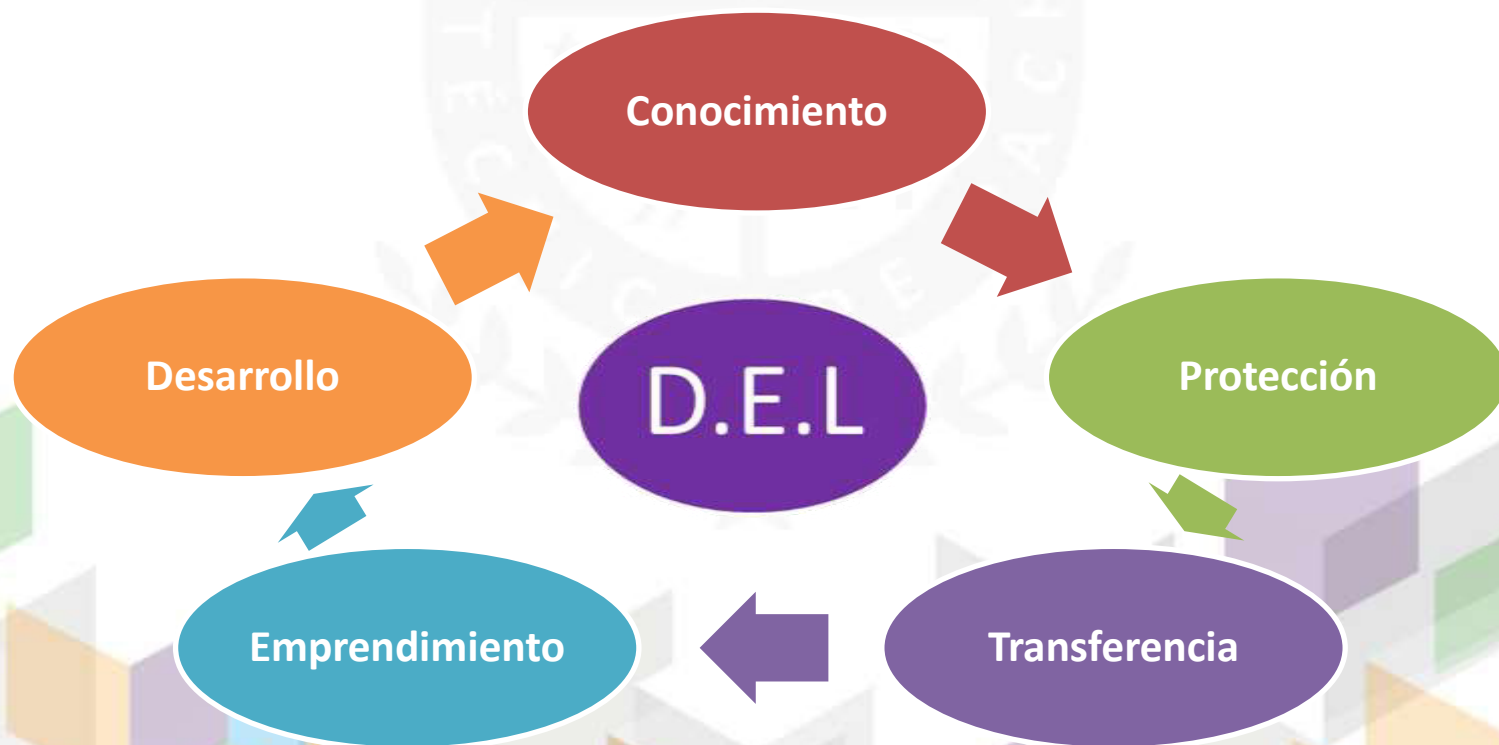 Conocimiento
Desarrollo
D.E.L
Protección
Emprendimiento
Transferencia